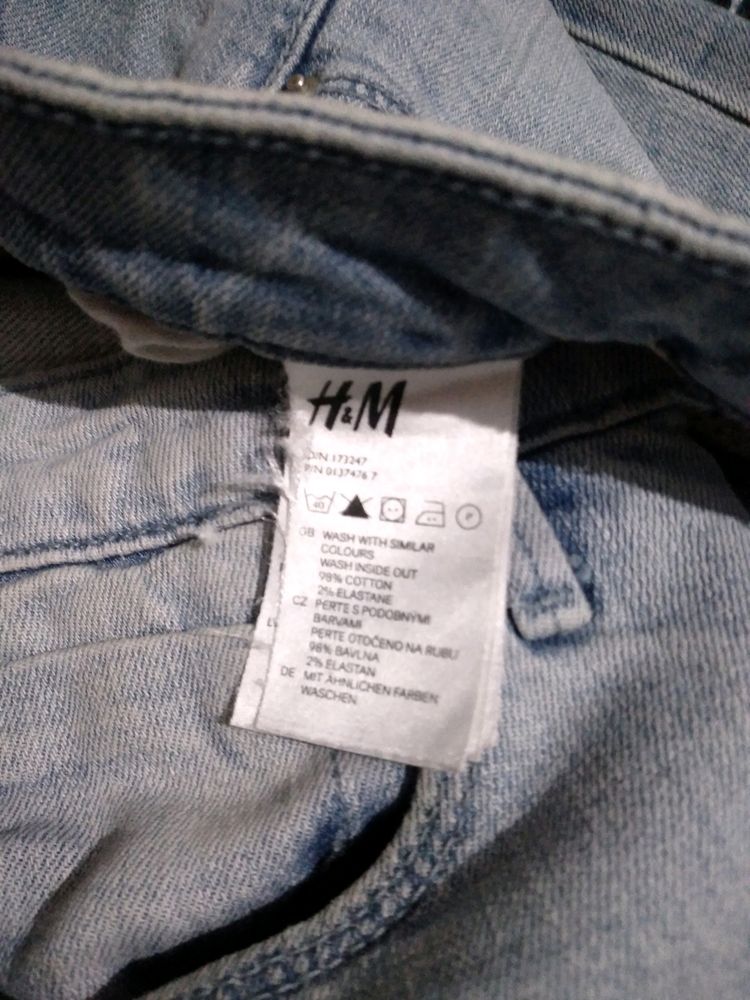 H&M
O/N 173247
P/N 0137476 7
40
P
GB WASH WITH SIMILAR
COLOURS
WASH INSIDE OUT
98% COTTON
2% ELASTANE
CZ PERTE S PODOBNÝMI
BARVAMI
PERTE OTOČENO NA RUBU
98% BAVLNA
2% ELASTAN
DE MIT ÄHNLICHEN FARBEN
WASCHEN